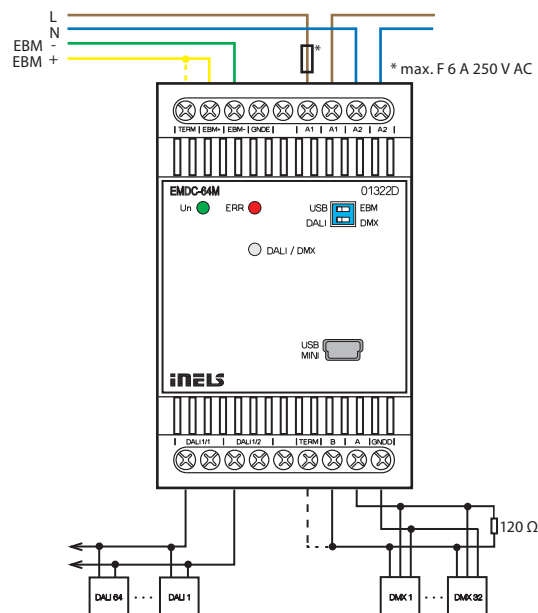 L
N
EBM -
EBM +
*
* max. F 6 A 250 V AC
TERM EBM+ EBM- GNDE A1 A1 A2 A2
EMDC-64M 01322D
Un ERR USB EBM
DALI DMX
DALI / DMX
USB
MINI
iNELS
DALI1/1 DALI1/2 TERM B A GNDD
120 Ω
DALI 64 · · · DALI 1 DMX 1 · · · DMX 32